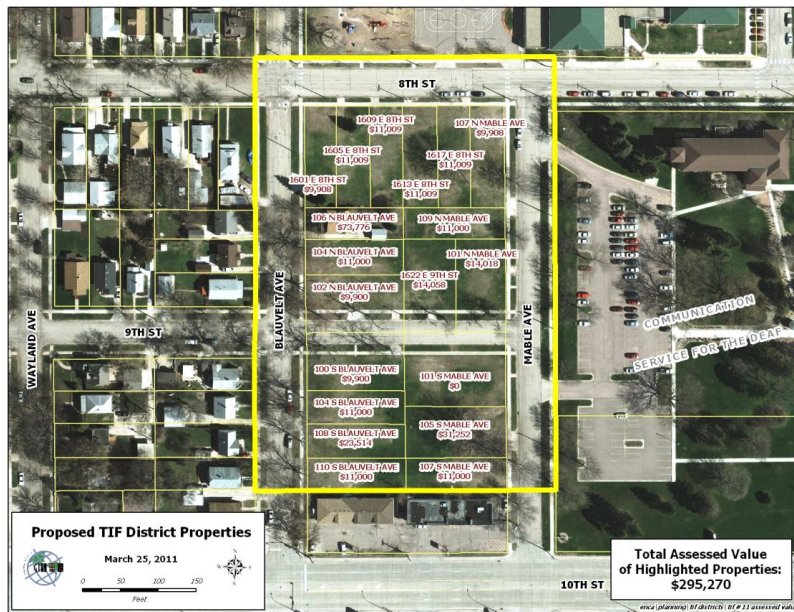 8TH ST
1609 E 8TH ST
$11,009
107 N MABLE AVE
$9,908
1605 E 8TH ST
$11,009
1617 E 8TH ST
$11,009
1601 E 8TH ST
$9,908
1613 E 8TH ST
$11,009
106 N BLAUVELT AVE
$73,776
109 N MABLE AVE
$11,000
104 N BLAUVELT AVE
$11,000
101 N MABLE AVE
$14,018
1622 E 9TH ST
$14,058
102 N BLAUVELT AVE
$9,900
WAYLAND AVE
9TH ST
BLAUVELT AVE
MABLE AVE
COMMUNICATION
SERVICE FOR THE DEAF
100 S BLAUVELT AVE
$9,900
101 S MABLE AVE
$0
104 S BLAUVELT AVE
$11,000
105 S MABLE AVE
$31,252
108 S BLAUVELT AVE
$23,514
110 S BLAUVELT AVE
$11,000
107 S MABLE AVE
$11,000
Proposed TIF District Properties
March 25, 2011
N
W E
S
0 50 100 150
Feet
10TH ST
Total Assessed Value
of Highlighted Properties:
$295,270